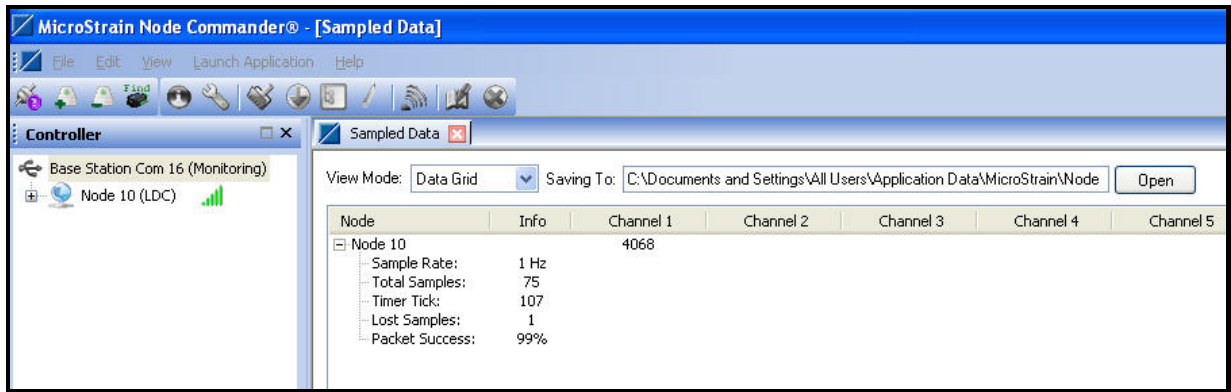 MicroStrain Node Commander® - [Sampled Data]
File Edit View Launch Application Help
Find
Controller
Sampled Data
Base Station Com 16 (Monitoring)
Node 10 (LDC)
View Mode: Data Grid Saving To: C:\Documents and Settings\All Users\Application Data\MicroStrain\Node Open
Node Info Channel 1 Channel 2 Channel 3 Channel 4 Channel 5
Node 10 4068
Sample Rate: 1 Hz
Total Samples: 75
Timer Tick: 107
Lost Samples: 1
Packet Success: 99%